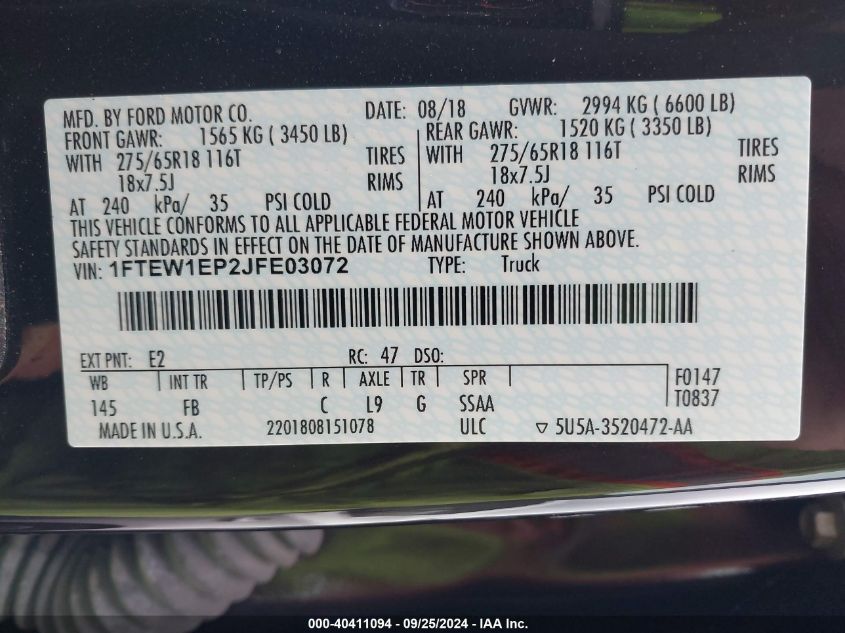 MFD. BY FORD MOTOR CO. DATE: 08/18 GVWR: 2994 KG ( 6600 LB)
FRONT GAWR: 1565 KG ( 3450 LB) REAR GAWR: 1520 KG ( 3350 LB)
WITH 275/65R18 116T TIRES WITH 275/65R18 116T TIRES
18x7.5J RIMS 18x7.5J RIMS
AT 240 kPa/ 35 PSI COLD AT 240 kPa/ 35 PSI COLD
THIS VEHICLE CONFORMS TO ALL APPLICABLE FEDERAL MOTOR VEHICLE
SAFETY STANDARDS IN EFFECT ON THE DATE OF MANUFACTURE SHOWN ABOVE.
VIN: 1FTEW1EP2JFE03072 TYPE: Truck
EXT PNT: E2 RC: 47 DSO:
WB INT TR TP/PS R AXLE TR SPR F0147
145 FB C L9 G SSAA T0837
MADE IN U.S.A. 2201808151078 ULC ▽ 5U5A-3520472-AA
000-40411094 - 09/25/2024 - IAA Inc.